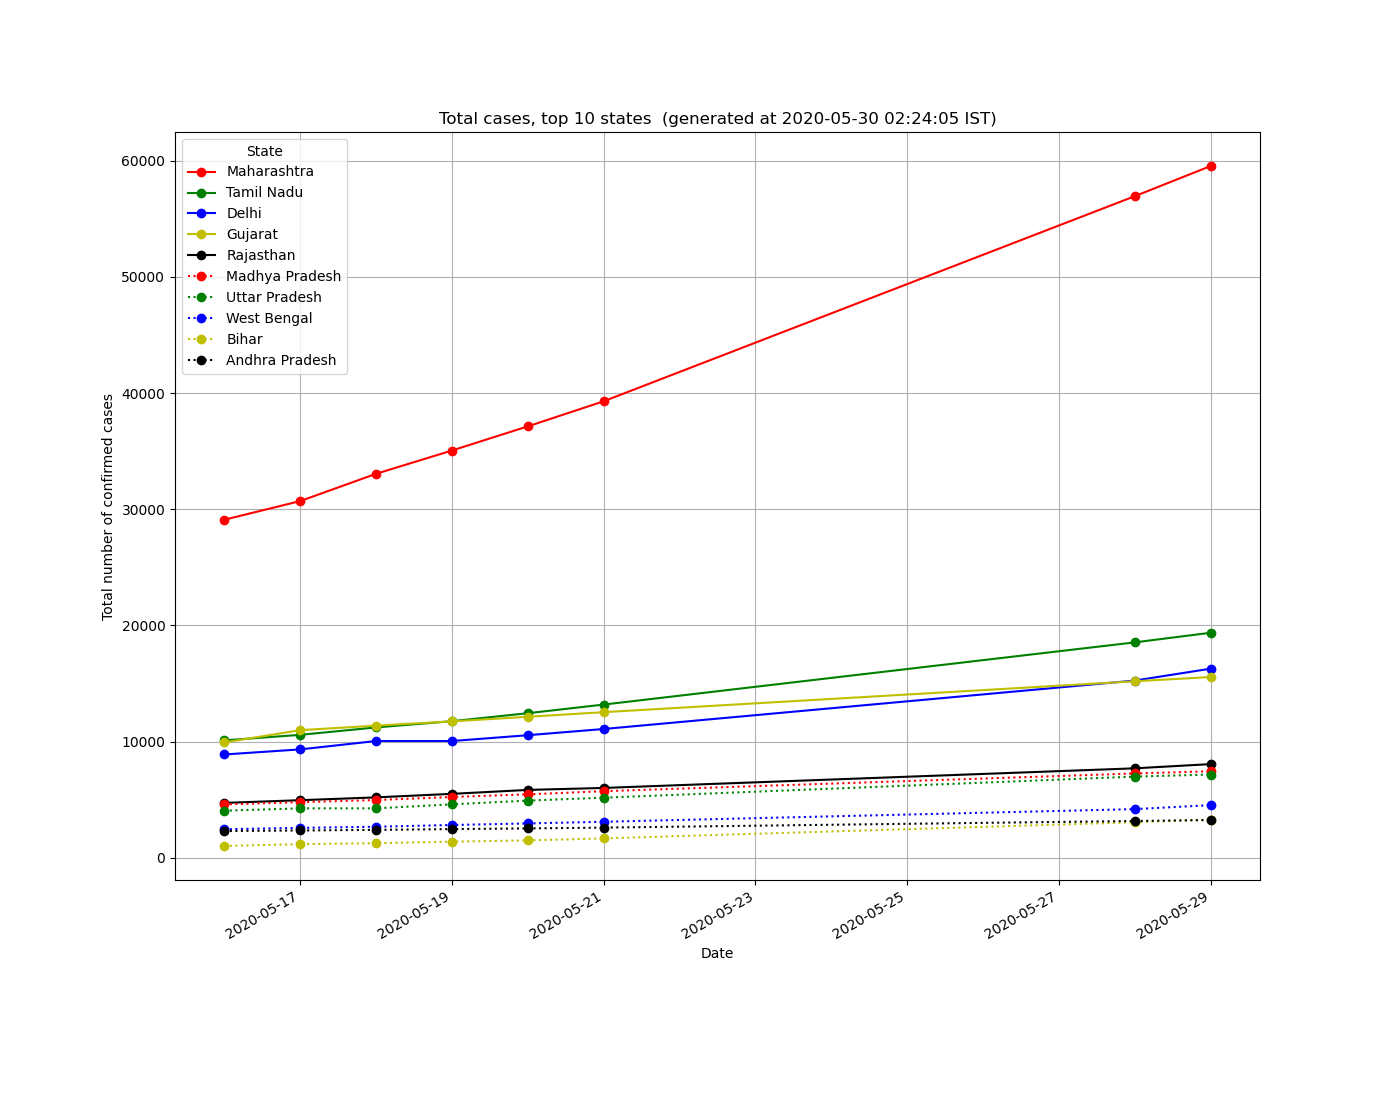 Total cases, top 10 states  (generated at 2020-05-30 02:24:05 IST)
State
Maharashtra
Tamil Nadu
Delhi
Gujarat
Rajasthan
Madhya Pradesh
Uttar Pradesh
West Bengal
Bihar
Andhra Pradesh
Total number of confirmed cases
60000
50000
40000
30000
20000
10000
0
2020-05-17
2020-05-19
2020-05-21
2020-05-23
2020-05-25
2020-05-27
2020-05-29
Date